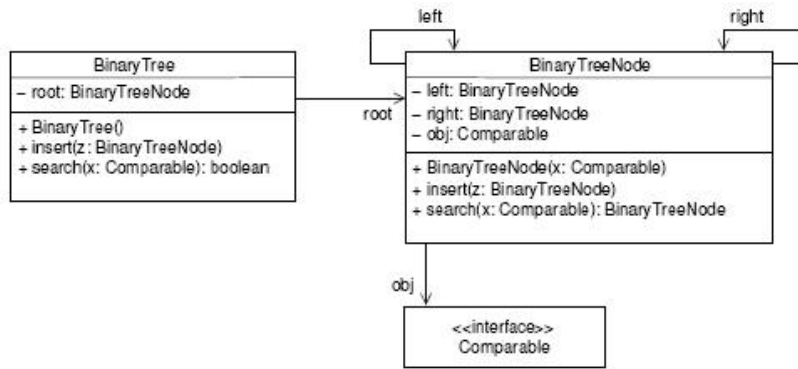 left
right
BinaryTree
– root: BinaryTreeNode
+ BinaryTree()
+ insert(z: BinaryTreeNode)
+ search(x: Comparable): boolean
root
BinaryTreeNode
– left: BinaryTreeNode
– right: BinaryTreeNode
– obj: Comparable
+ BinaryTreeNode(x: Comparable)
+ insert(z: BinaryTreeNode)
+ search(x: Comparable): BinaryTreeNode
obj
<<interface>>
Comparable